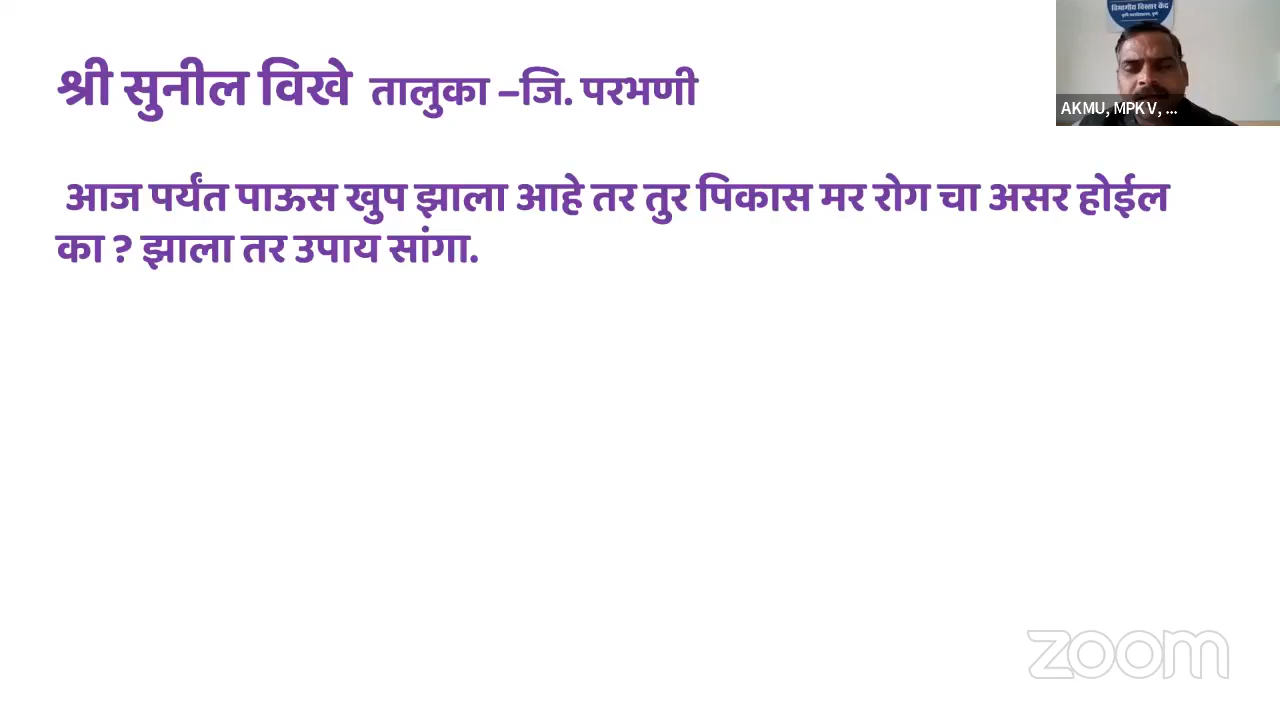 विभागीय विस्तार केंद्र
श्री सुनील विखे तालुका –जि. परभणी
AKMU, MPKV, ...
आज पर्यंत पाऊस खुप झाला आहे तर तुर पिकास मर रोग चा असर होईल
का ? झाला तर उपाय सांगा.
zoom